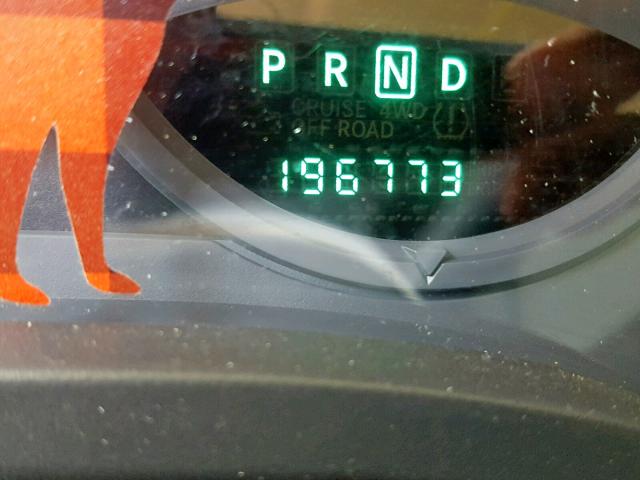 P R N D
CRUISE 4WD
OFF ROAD
196773